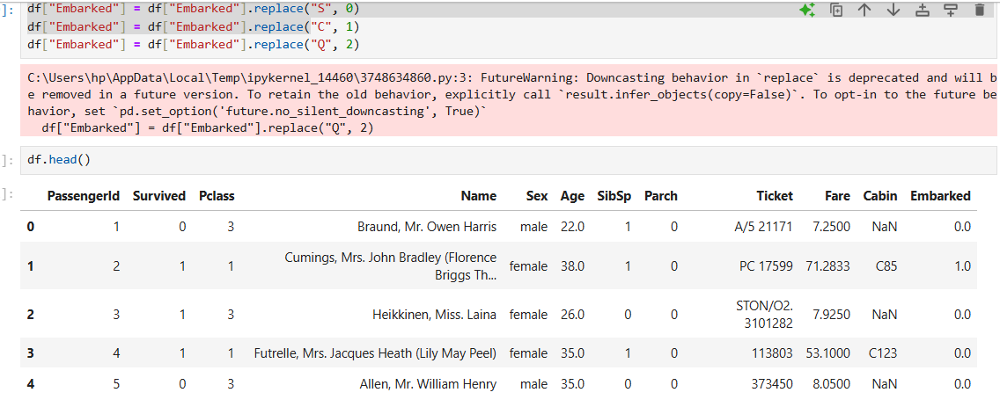 ]: df["Embarked"] = df["Embarked"].replace("S", 0)
df["Embarked"] = df["Embarked"].replace("C", 1)
df["Embarked"] = df["Embarked"].replace("Q", 2)
C:\Users\hp\AppData\Local\Temp\ipykernel_14460\3748634860.py:3: FutureWarning: Downcasting behavior in `replace` is deprecated and will b
e removed in a future version. To retain the old behavior, explicitly call `result.infer_objects(copy=False)`. To opt-in to the future be
havior, set `pd.set_option('future.no_silent_downcasting', True)`
df["Embarked"] = df["Embarked"].replace("Q", 2)
]: df.head()
]: PassengerId Survived Pclass Name Sex Age SibSp Parch Ticket Fare Cabin Embarked
0 1 0 3 Braund, Mr. Owen Harris male 22.0 1 0 A/5 21171 7.2500 NaN 0.0
1 2 1 1 Cumings, Mrs. John Bradley (Florence
Briggs Th... female 38.0 1 0 PC 17599 71.2833 C85 1.0
2 3 1 3 Heikkinen, Miss. Laina female 26.0 0 0 STON/O2.
3101282 7.9250 NaN 0.0
3 4 1 1 Futrelle, Mrs. Jacques Heath (Lily May Peel) female 35.0 1 0 113803 53.1000 C123 0.0
4 5 0 3 Allen, Mr. William Henry male 35.0 0 0 373450 8.0500 NaN 0.0